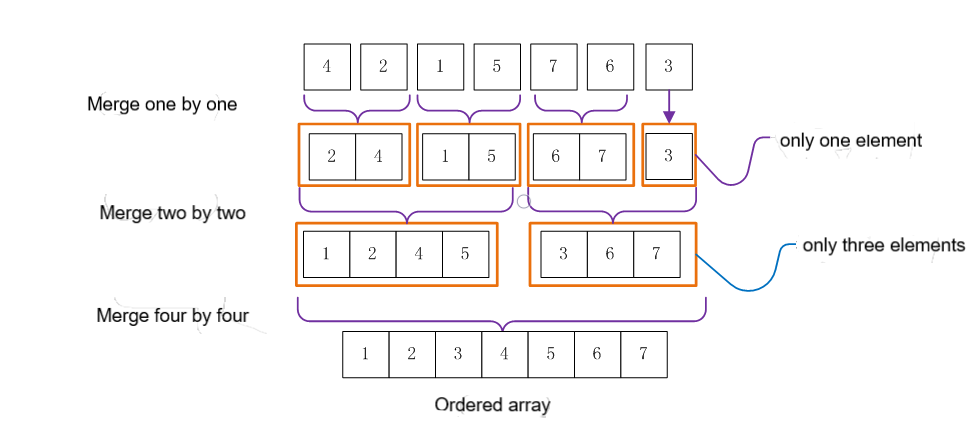 4 2 1 5 7 6 3
Merge one by one
only one element
2 4 1 5 6 7 3
Merge two by two
only three elements
1 2 4 5 3 6 7
Merge four by four
1 2 3 4 5 6 7
Ordered array